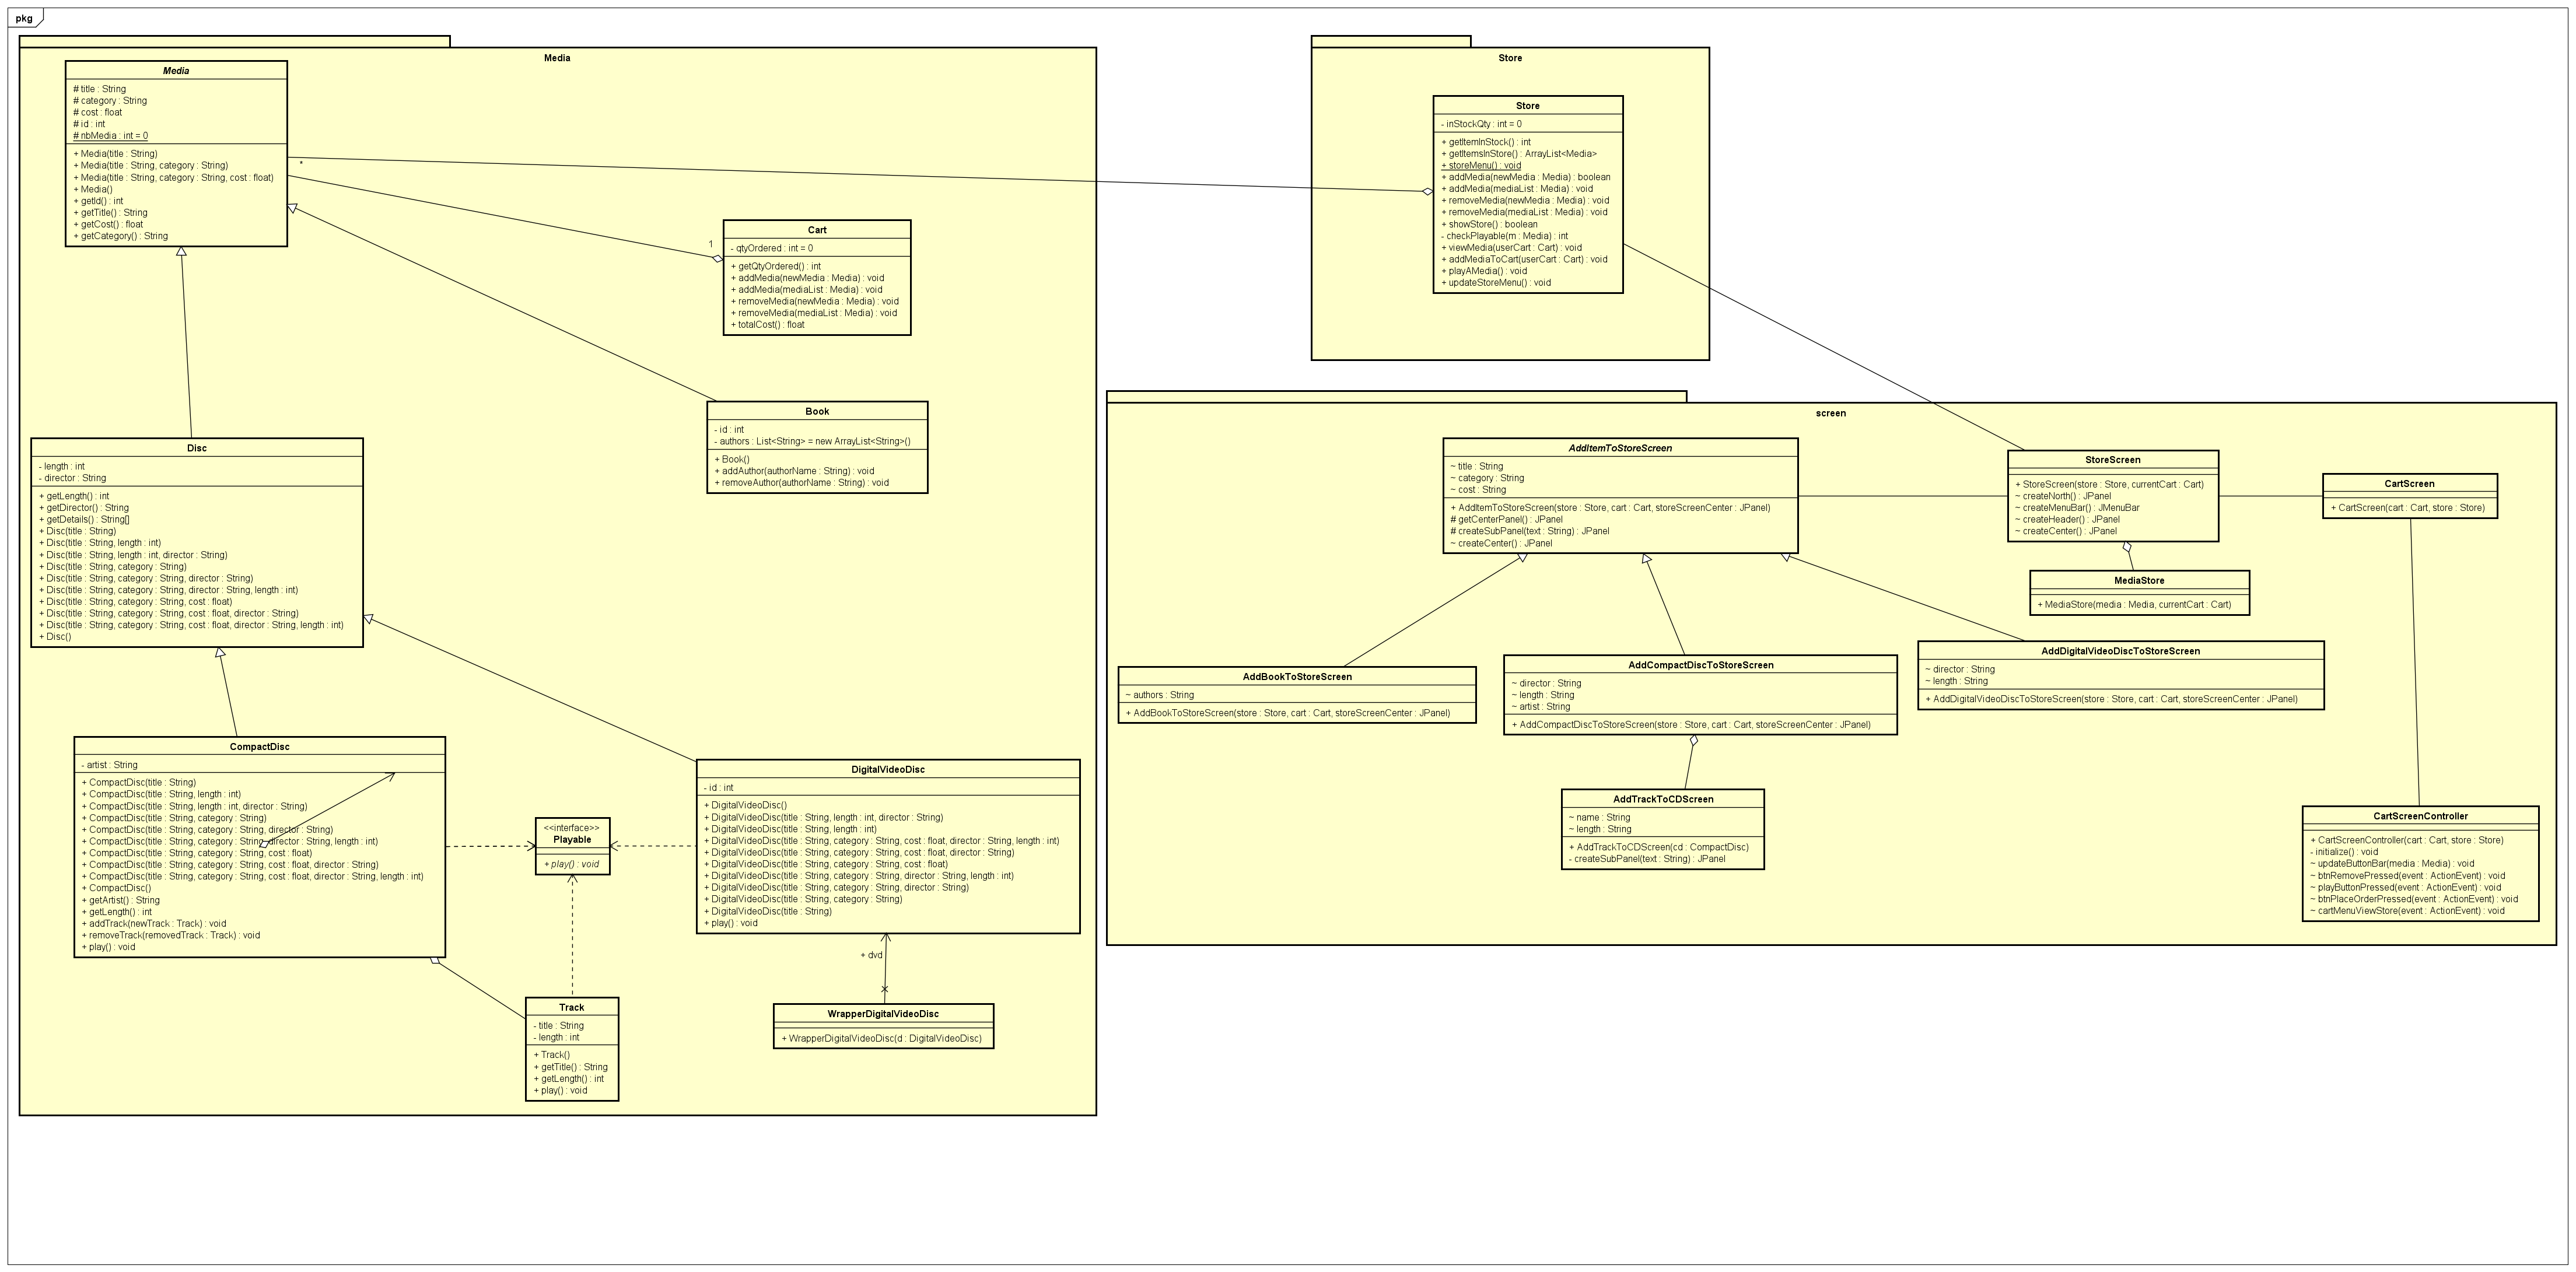 pkg
Media
Media
# title : String
# category : String
# cost : float
# id : int
# nbMedia : int = 0
+ Media(title : String)
+ Media(title : String, category : String)
+ Media(title : String, category : String, cost : float)
+ Media()
+ getId() : int
+ getTitle() : String
+ getCost() : float
+ getCategory() : String
*
1
Cart
- qtyOrdered : int = 0
+ getQtyOrdered() : int
+ addMedia(newMedia : Media) : void
+ addMedia(mediaList : Media) : void
+ removeMedia(newMedia : Media) : void
+ removeMedia(mediaList : Media) : void
+ totalCost() : float
Book
- id : int
- authors : List<String> = new ArrayList<String>()
+ Book()
+ addAuthor(authorName : String) : void
+ removeAuthor(authorName : String) : void
Disc
- length : int
- director : String
+ getLength() : int
+ getDirector() : String
+ getDetails() : String[]
+ Disc(title : String)
+ Disc(title : String, length : int)
+ Disc(title : String, length : int, director : String)
+ Disc(title : String, category : String)
+ Disc(title : String, category : String, director : String)
+ Disc(title : String, category : String, director : String, length : int)
+ Disc(title : String, category : String, cost : float)
+ Disc(title : String, category : String, cost : float, director : String)
+ Disc(title : String, category : String, cost : float, director : String, length : int)
+ Disc()
CompactDisc
- artist : String
+ CompactDisc(title : String)
+ CompactDisc(title : String, length : int)
+ CompactDisc(title : String, length : int, director : String)
+ CompactDisc(title : String, category : String)
+ CompactDisc(title : String, category : String, director : String)
+ CompactDisc(title : String, category : String, director : String, length : int)
+ CompactDisc(title : String, category : String, cost : float)
+ CompactDisc(title : String, category : String, cost : float, director : String)
+ CompactDisc(title : String, category : String, cost : float, director : String, length : int)
+ CompactDisc()
+ getArtist() : String
+ getLength() : int
+ addTrack(newTrack : Track) : void
+ removeTrack(removedTrack : Track) : void
+ play() : void
<<interface>>
Playable
+ play() : void
DigitalVideoDisc
- id : int
+ DigitalVideoDisc()
+ DigitalVideoDisc(title : String, length : int, director : String)
+ DigitalVideoDisc(title : String, length : int)
+ DigitalVideoDisc(title : String, category : String, cost : float, director : String, length : int)
+ DigitalVideoDisc(title : String, category : String, cost : float, director : String)
+ DigitalVideoDisc(title : String, category : String, cost : float)
+ DigitalVideoDisc(title : String, category : String, director : String, length : int)
+ DigitalVideoDisc(title : String, category : String, director : String)
+ DigitalVideoDisc(title : String, category : String)
+ DigitalVideoDisc(title : String)
+ play() : void
+ dvd
Track
- title : String
- length : int
+ Track()
+ getTitle() : String
+ getLength() : int
+ play() : void
WrapperDigitalVideoDisc
+ WrapperDigitalVideoDisc(d : DigitalVideoDisc)
Store
Store
- inStockQty : int = 0
+ getItemInStock() : int
+ getItemsInStore() : ArrayList<Media>
+ storeMenu() : void
+ addMedia(newMedia : Media) : boolean
+ addMedia(mediaList : Media) : void
+ removeMedia(newMedia : Media) : void
+ removeMedia(mediaList : Media) : void
+ showStore() : boolean
- checkPlayable(m : Media) : int
+ viewMedia(userCart : Cart) : void
+ addMediaToCart(userCart : Cart) : void
+ playAMedia() : void
+ updateStoreMenu() : void
screen
AddItemToStoreScreen
~ title : String
~ category : String
~ cost : String
+ AddItemToStoreScreen(store : Store, cart : Cart, storeScreenCenter : JPanel)
# getCenterPanel() : JPanel
# createSubPanel(text : String) : JPanel
~ createCenter() : JPanel
StoreScreen
+ StoreScreen(store : Store, currentCart : Cart)
~ createNorth() : JPanel
~ createMenuBar() : JMenuBar
~ createHeader() : JPanel
~ createCenter() : JPanel
CartScreen
+ CartScreen(cart : Cart, store : Store)
MediaStore
+ MediaStore(media : Media, currentCart : Cart)
AddBookToStoreScreen
~ authors : String
+ AddBookToStoreScreen(store : Store, cart : Cart, storeScreenCenter : JPanel)
AddCompactDiscToStoreScreen
~ director : String
~ length : String
~ artist : String
+ AddCompactDiscToStoreScreen(store : Store, cart : Cart, storeScreenCenter : JPanel)
AddDigitalVideoDiscToStoreScreen
~ director : String
~ length : String
+ AddDigitalVideoDiscToStoreScreen(store : Store, cart : Cart, storeScreenCenter : JPanel)
AddTrackToCDScreen
~ name : String
~ length : String
+ AddTrackToCDScreen(cd : CompactDisc)
- createSubPanel(text : String) : JPanel
CartScreenController
+ CartScreenController(cart : Cart, store : Store)
- initialize() : void
~ updateButtonBar(media : Media) : void
~ btnRemovePressed(event : ActionEvent) : void
~ playButtonPressed(event : ActionEvent) : void
~ btnPlaceOrderPressed(event : ActionEvent) : void
~ cartMenuViewStore(event : ActionEvent) : void